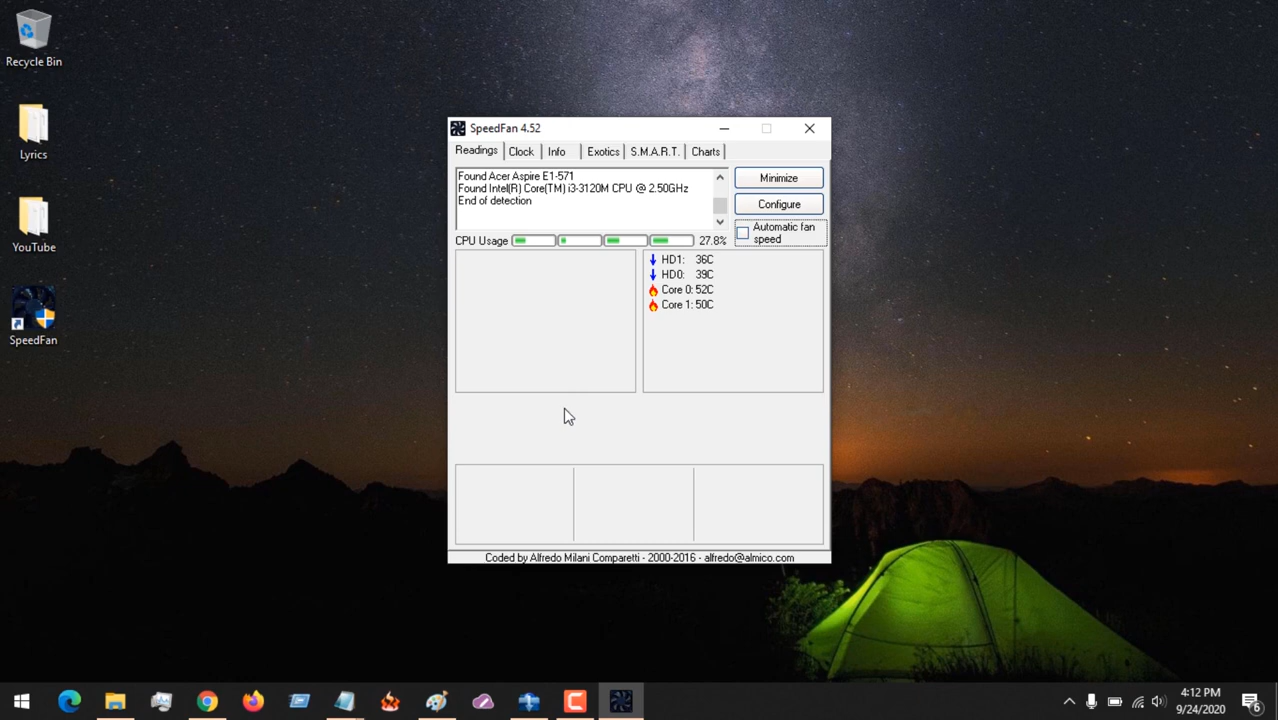 Recycle Bin
Lyrics
YouTube
SpeedFan
SpeedFan 4.52
Readings Clock Info Exotics S.M.A.R.T. Charts
Found Acer Aspire E1-571
Found Intel(R) Core(TM) i3-3120M CPU @ 2.50GHz
End of detection
Minimize
Configure
Automatic fan
speed
CPU Usage 27.8%
HD1: 36C
HD0: 39C
Core 0: 52C
Core 1: 50C
Coded by Alfredo Milani Comparetti - 2000-2016 - alfredo@almico.com
4:12 PM
9/24/2020
6